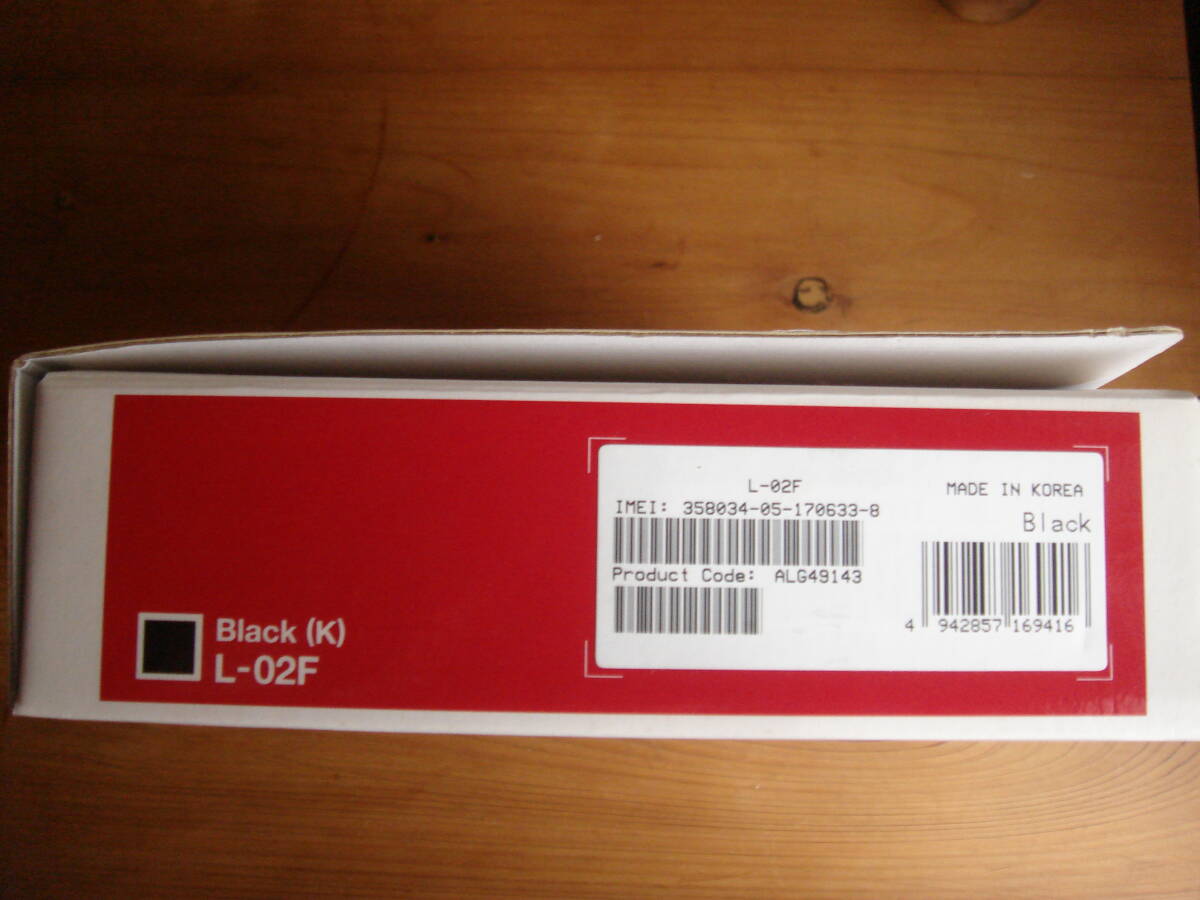 Black (K)
L-02F
L-02F
MADE IN KOREA
IMEI: 358034-05-170633-8
Black
Product Code: ALG49143
4 942857 169416